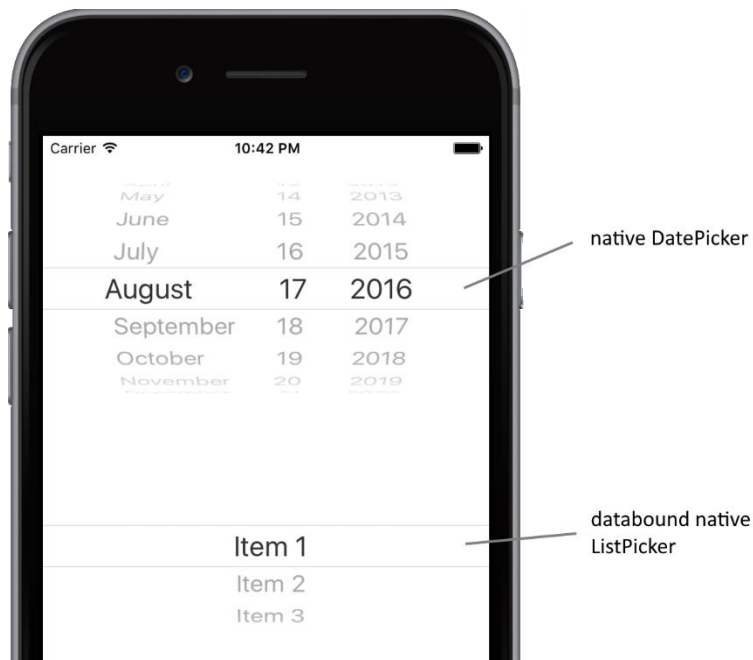 Carrier 10:42 PM
May 14 2013
June 15 2014
July 16 2015
August 17 2016
September 18 2017
October 19 2018
November 20 2019
native DatePicker
databound native
ListPicker
Item 1
Item 2
Item 3